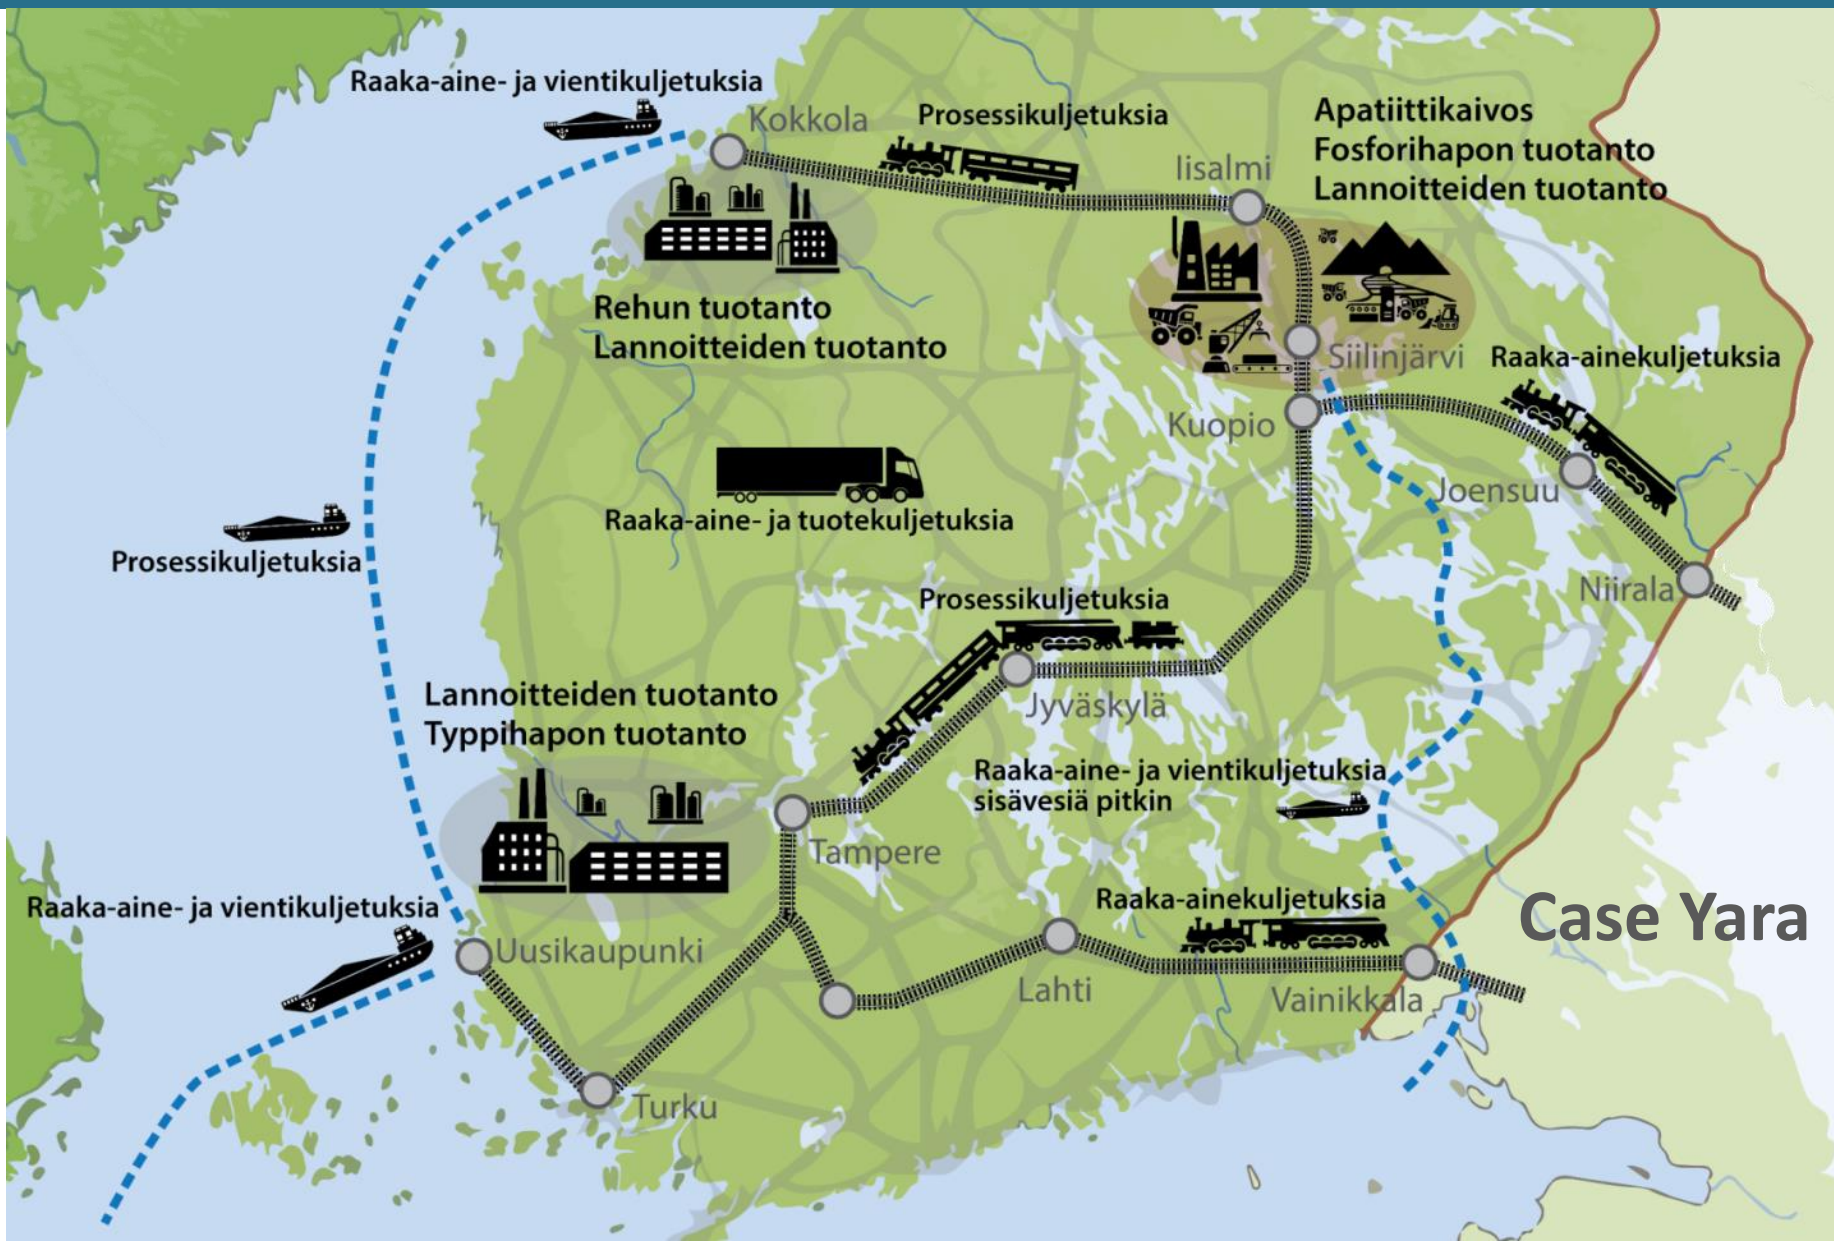 Raaka-aine- ja vientikuljetuksia
Kokkola
Prosessikuljetuksia
Iisalmi
Apatiittikaivos
Fosforihapon tuotanto
Lannoitteiden tuotanto
Rehun tuotanto
Lannoitteiden tuotanto
Siilinjärvi
Raaka-ainekuljetuksia
Kuopio
Joensuu
Raaka-aine- ja tuotekuljetuksia
Prosessikuljetuksia
Niirala
Prosessikuljetuksia
Lannoitteiden tuotanto
Typpihapon tuotanto
Jyväskylä
Raaka-aine- ja vientikuljetuksia
sisävesiä pitkin
Tampere
Raaka-aine- ja vientikuljetuksia
Raaka-ainekuljetuksia
Case Yara
Uusikaupunki
Lahti
Vainikkala
Turku